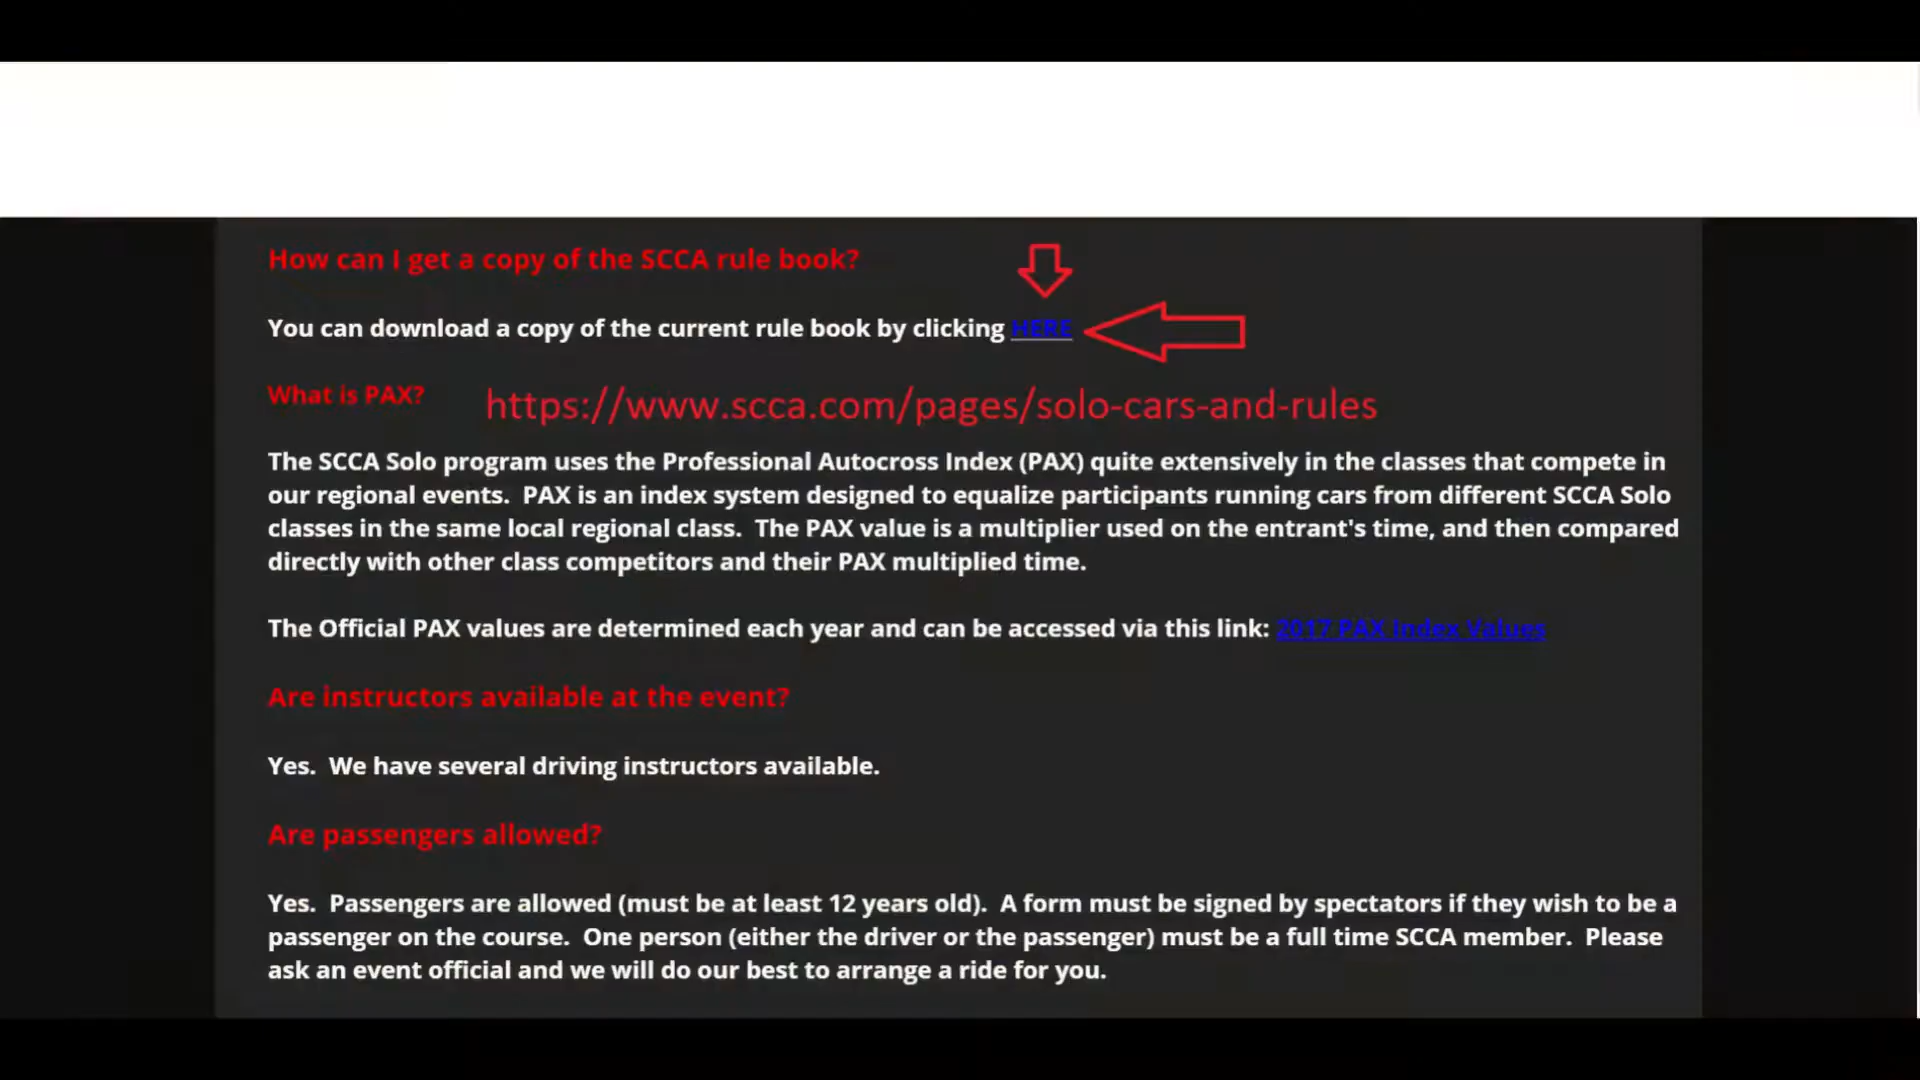 How can I get a copy of the SCCA rule book?
You can download a copy of the current rule book by clicking HERE
What is PAX?
https://www.scca.com/pages/solo-cars-and-rules
The SCCA Solo program uses the Professional Autocross Index (PAX) quite extensively in the classes that compete in
our regional events.  PAX is an index system designed to equalize participants running cars from different SCCA Solo
classes in the same local regional class.  The PAX value is a multiplier used on the entrant's time, and then compared
directly with other class competitors and their PAX multiplied time.
The Official PAX values are determined each year and can be accessed via this link: 2017 PAX Index Values
Are instructors available at the event?
Yes.  We have several driving instructors available.
Are passengers allowed?
Yes.  Passengers are allowed (must be at least 12 years old).  A form must be signed by spectators if they wish to be a
passenger on the course.  One person (either the driver or the passenger) must be a full time SCCA member.  Please
ask an event official and we will do our best to arrange a ride for you.